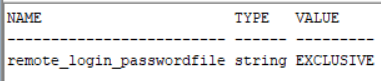 NAME                      TYPE   VALUE
------------------------- ------ ---------
remote_login_passwordfile string EXCLUSIVE